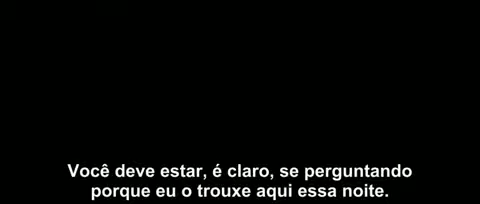 Você deve estar, é claro, se perguntando
porque eu o trouxe aqui essa noite.